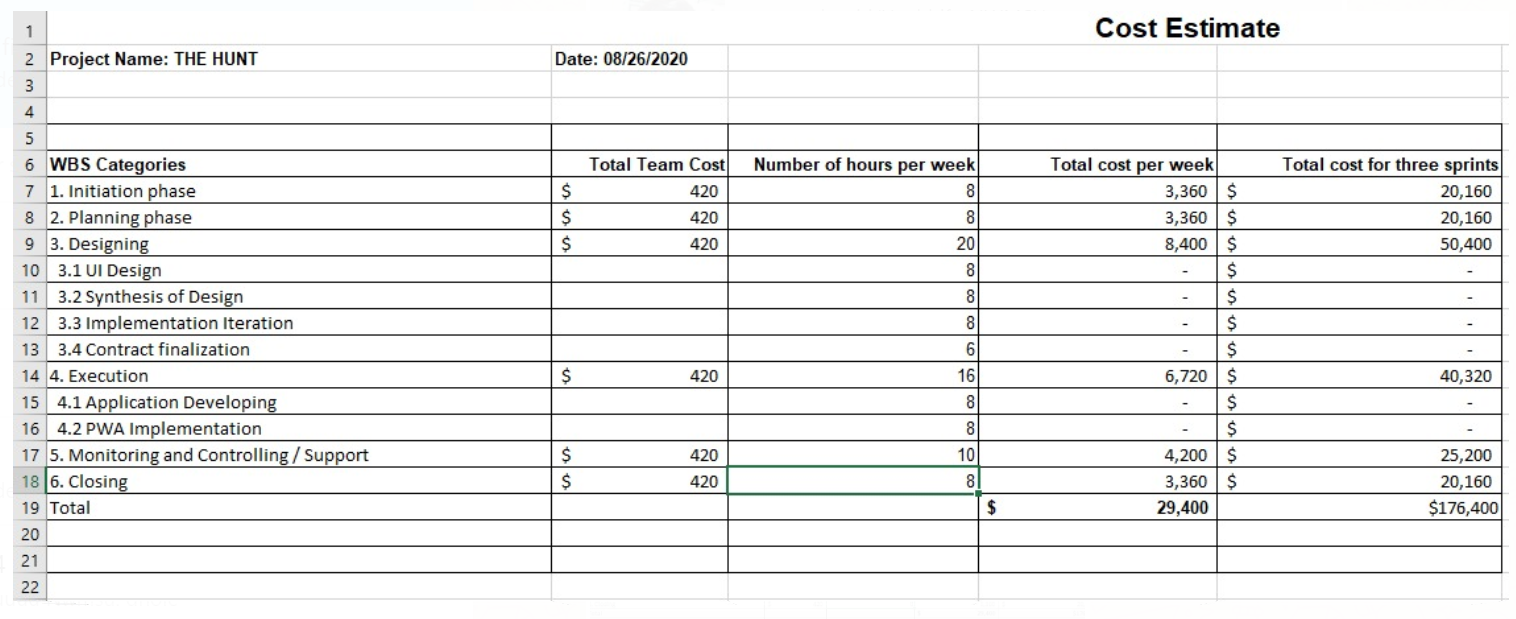 1 Cost Estimate
2 Project Name: THE HUNT Date: 08/26/2020
3
4
5
6 WBS Categories Total Team Cost Number of hours per week Total cost per week Total cost for three sprints
7 1. Initiation phase $ 420 8 3,360 $ 20,160
8 2. Planning phase $ 420 8 3,360 $ 20,160
9 3. Designing $ 420 20 8,400 $ 50,400
10 3.1 UI Design 8 - $ -
11 3.2 Synthesis of Design 8 - $ -
12 3.3 Implementation Iteration 8 - $ -
13 3.4 Contract finalization 6 - $ -
14 4. Execution $ 420 16 6,720 $ 40,320
15 4.1 Application Developing 8 - $ -
16 4.2 PWA Implementation 8 - $ -
17 5. Monitoring and Controlling / Support $ 420 10 4,200 $ 25,200
18 6. Closing $ 420 8 3,360 $ 20,160
19 Total $ 29,400 $176,400
20
21
22